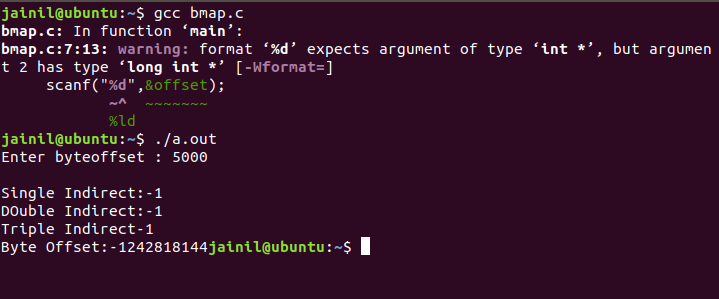 jainil@ubuntu:~$ gcc bmap.c
bmap.c: In function ‘main’:
bmap.c:7:13: warning: format ‘%d’ expects argument of type ‘int *’, but argumen
t 2 has type ‘long int *’ [-Wformat=]
     scanf("%d",&offset);
            ~^  ~~~~~~~
            %ld
jainil@ubuntu:~$ ./a.out
Enter byteoffset : 5000

Single Indirect:-1
DOuble Indirect:-1
Triple Indirect-1
Byte Offset:-1242818144jainil@ubuntu:~$